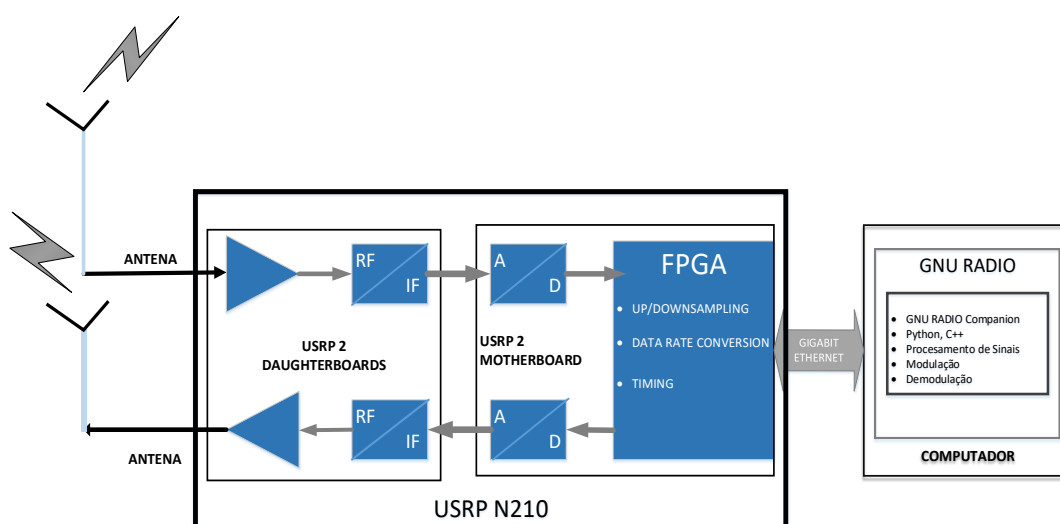 ANTENA
RF
IF
A
D
FPGA
• UP/DOWNSAMPLING
• DATA RATE CONVERSION
• TIMING
USRP 2
DAUGHTERBOARDS
USRP 2
MOTHERBOARD
ANTENA
RF
IF
A
D
USRP N210
GIGABIT
ETHERNET
GNU RADIO
• GNU RADIO Companion
• Python, C++
• Procesamento de Sinais
• Modulação
• Demodulação
COMPUTADOR